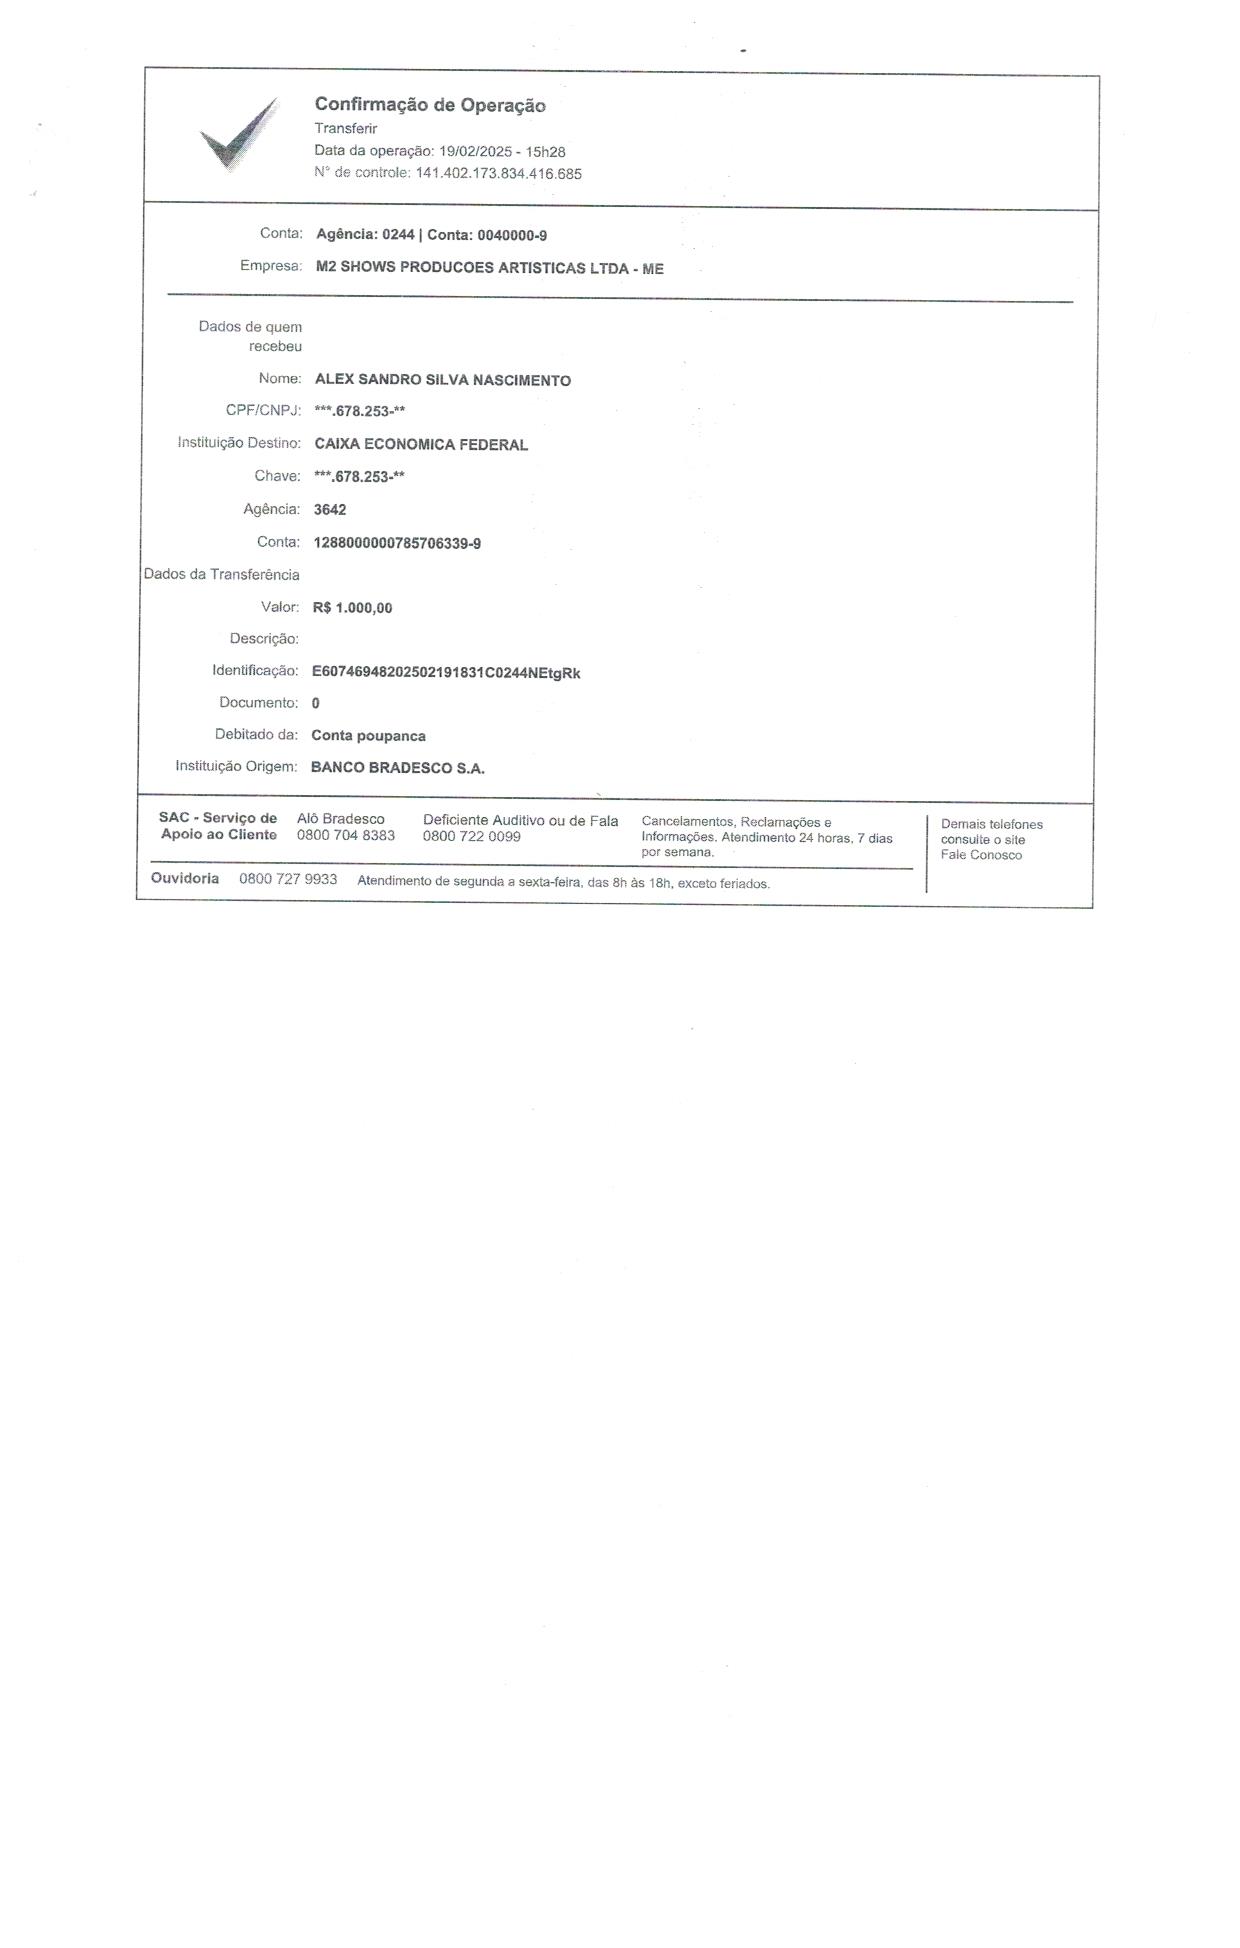 Confirmação de Operação
Transferir
Data da operação: 19/02/2025 - 15h28
N° de controle: 141.402.173.834.416.685
Conta: Agência: 0244 | Conta: 0040000-9
Empresa: M2 SHOWS PRODUCOES ARTISTICAS LTDA - ME
Dados de quem
recebeu
Nome: ALEX SANDRO SILVA NASCIMENTO
CPF/CNPJ: ***.678.253-**
Instituição Destino: CAIXA ECONOMICA FEDERAL
Chave: ***.678.253-**
Agência: 3642
Conta: 1288000000785706339-9
Dados da Transferência
Valor: R$ 1.000,00
Descrição:
Identificação: E60746948202502191831C0244NEtgRk
Documento: 0
Debitado da: Conta poupanca
Instituição Origem: BANCO BRADESCO S.A.
SAC - Serviço de
Apoio ao Cliente
Alô Bradesco
0800 704 8383
Deficiente Auditivo ou de Fala
0800 722 0099
Cancelamentos, Reclamações e
Informações. Atendimento 24 horas, 7 dias
por semana.
Demais telefones
consulte o site
Fale Conosco
Ouvidoria 0800 727 9933 Atendimento de segunda a sexta-feira, das 8h às 18h, exceto feriados.